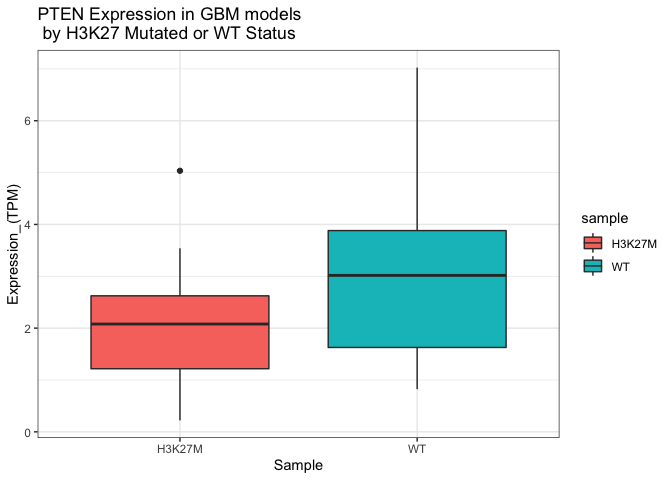 PTEN Expression in GBM models
by H3K27 Mutated or WT Status
Expression_(TPM)
6
4
2
0
H3K27M
WT
Sample
sample
H3K27M
WT